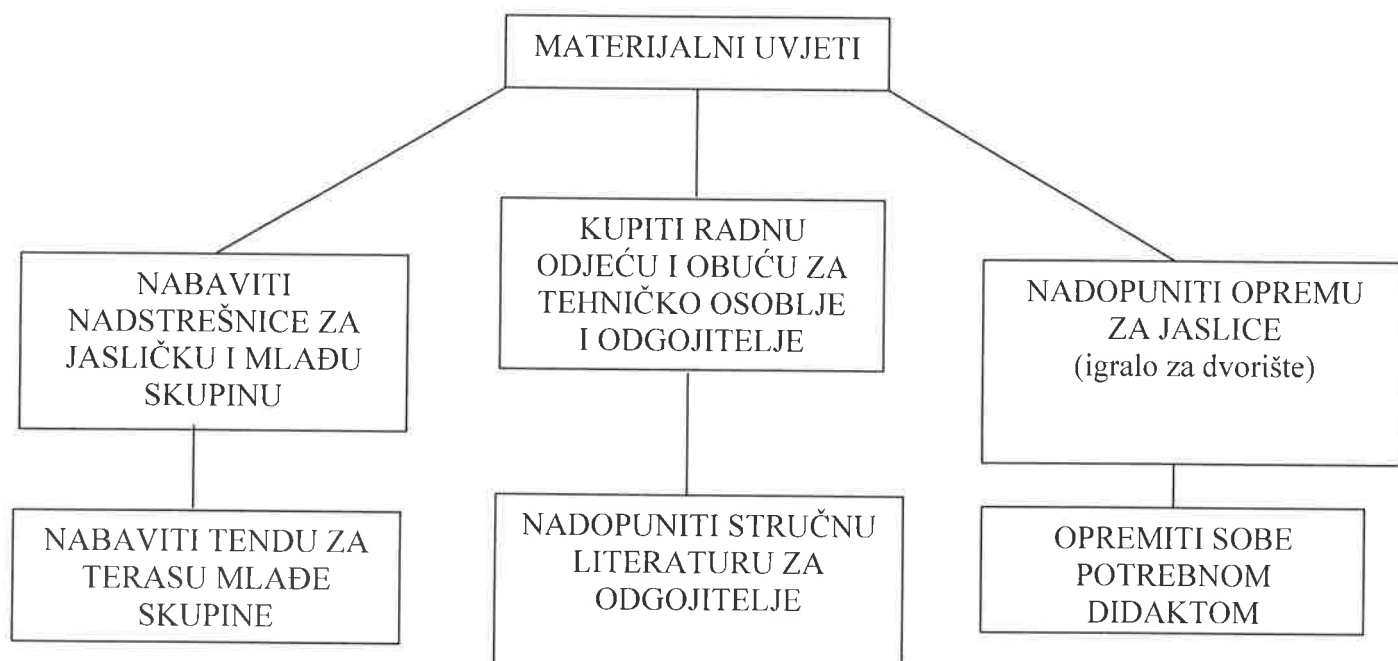 MATERIJALNI UVJETI
NABAVITI
NADSTREŠNICE ZA
JASLIČKU I MLAĐU
SKUPINU
KUPITI RADNU
ODJEĆU I OBUĆU ZA
TEHNIČKO OSOBLJE
I ODGOJITELJE
NADOPUNITI OPREMU
ZA JASLICE
(igralo za dvorište)
NABAVITI TENDU ZA
TERASU MLAĐE
SKUPINE
NADOPUNITI STRUČNU
LITERATURU ZA
ODGOJITELJE
OPREMITI SOBE
POTREBNOM
DIDAKTOM